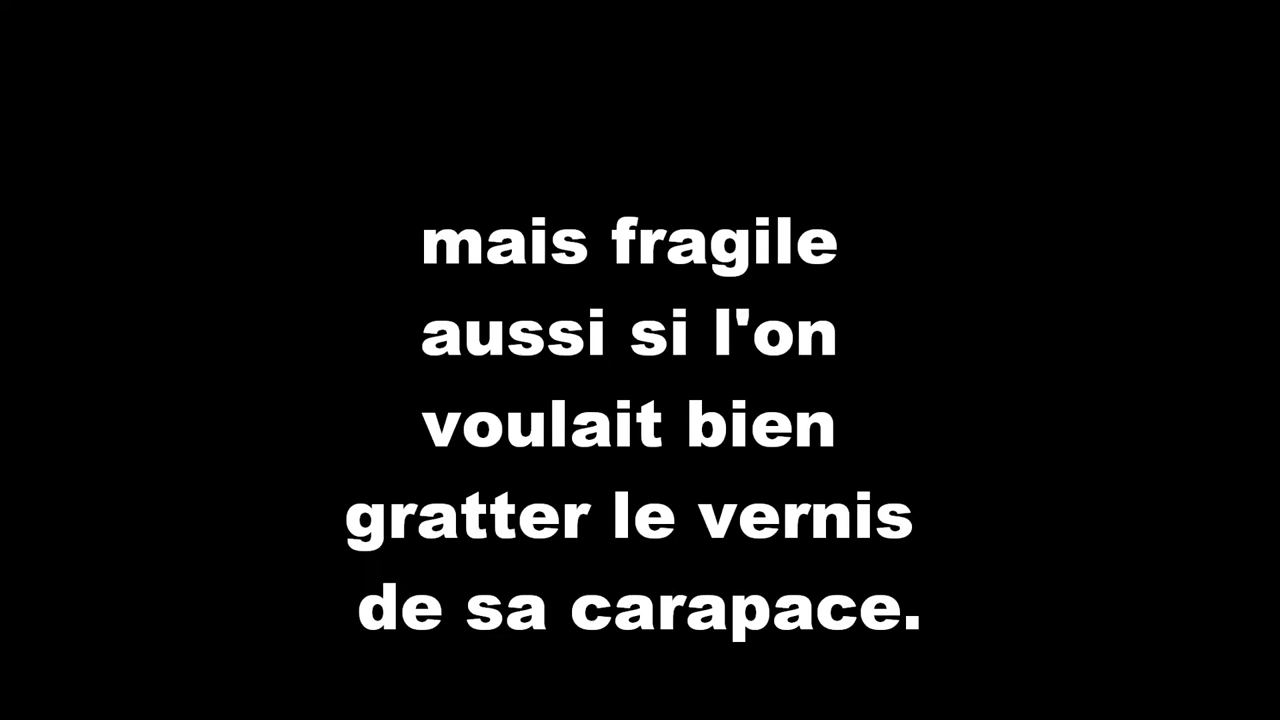 mais fragile
aussi si l'on
voulait bien
gratter le vernis
de sa carapace.